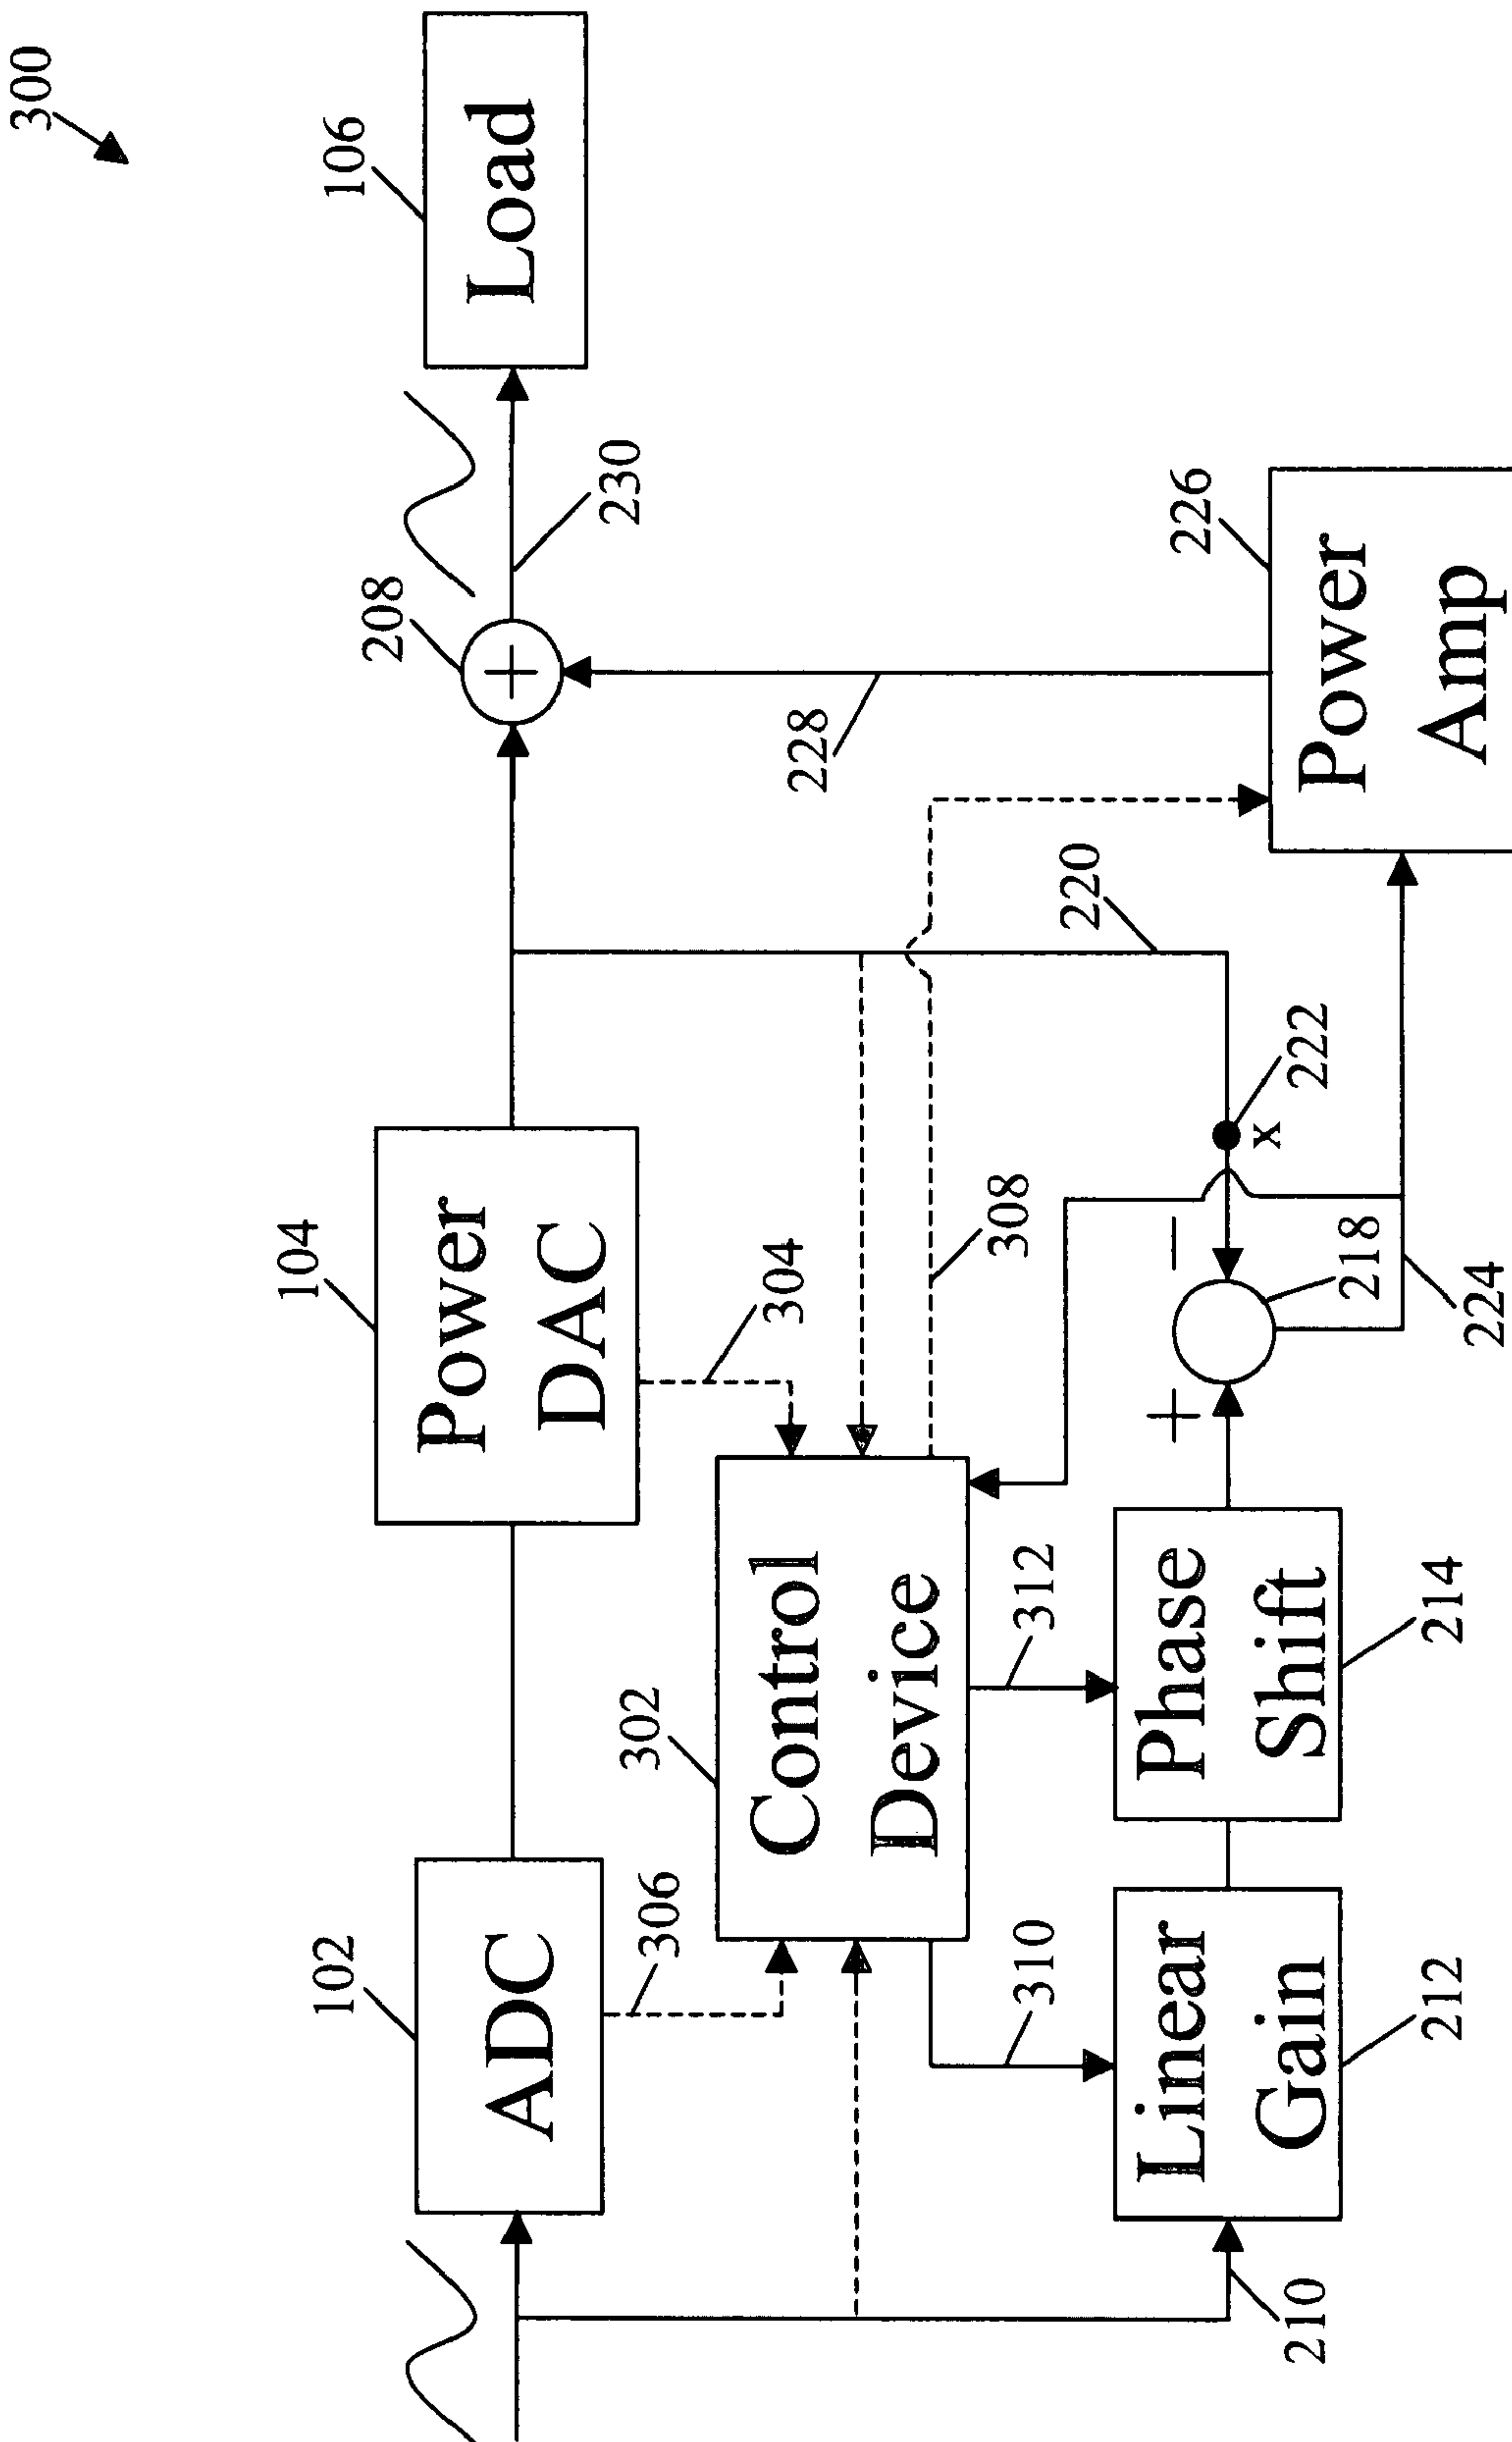 300
102
ADC
104
Power
DAC
208
+
230
106
Load
306
304
302
Control
Device
308
228
310
312
220
210
Linear
Gain
212
Phase
Shift
214
+
−
218
x
222
224
226
Power
Amp